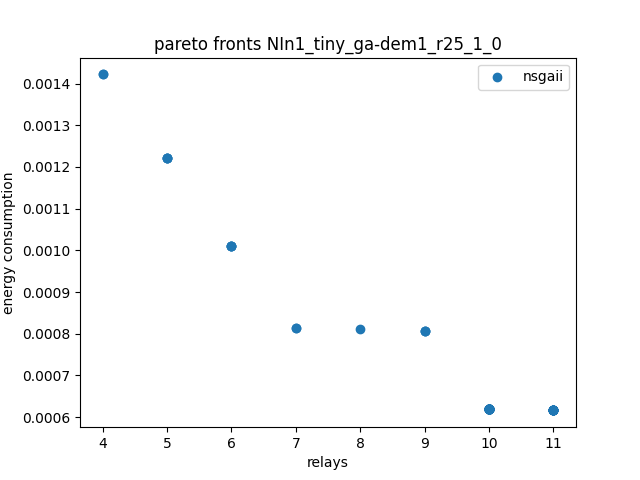 pareto fronts NIn1_tiny_ga-dem1_r25_1_0
nsgaii
energy consumption
0.0014
0.0013
0.0012
0.0011
0.0010
0.0009
0.0008
0.0007
0.0006
4 5 6 7 8 9 10 11
relays